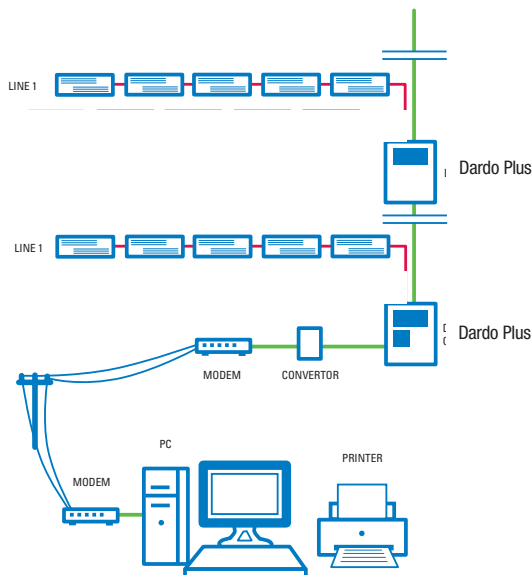 LINE 1
Dardo Plus
LINE 1
Dardo Plus
MODEM
CONVERTOR
PC
PRINTER
MODEM